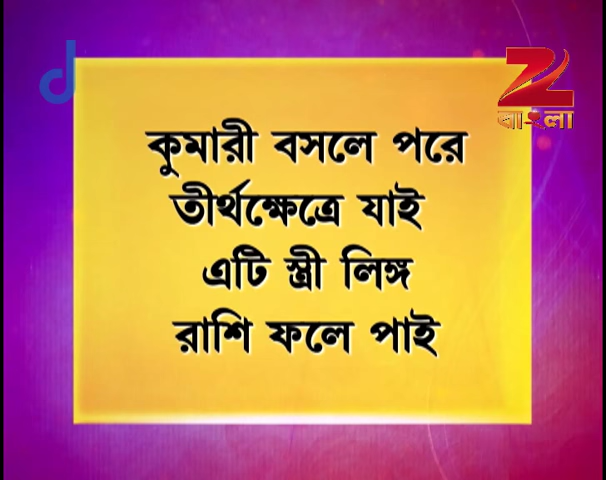 বাংলা
কুমারী বসলে পরে
তীর্থক্ষেত্রে যাই
এটি স্ত্রী লিঙ্গ
রাশি ফলে পাই